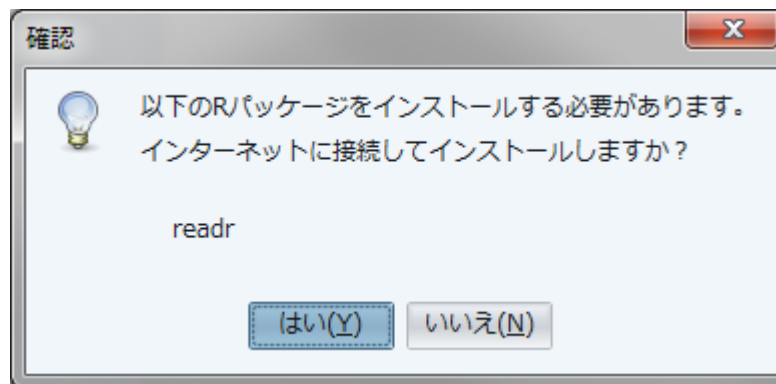 確認
以下のRパッケージをインストールする必要があります。
インターネットに接続してインストールしますか？
readr
はい(Y)
いいえ(N)